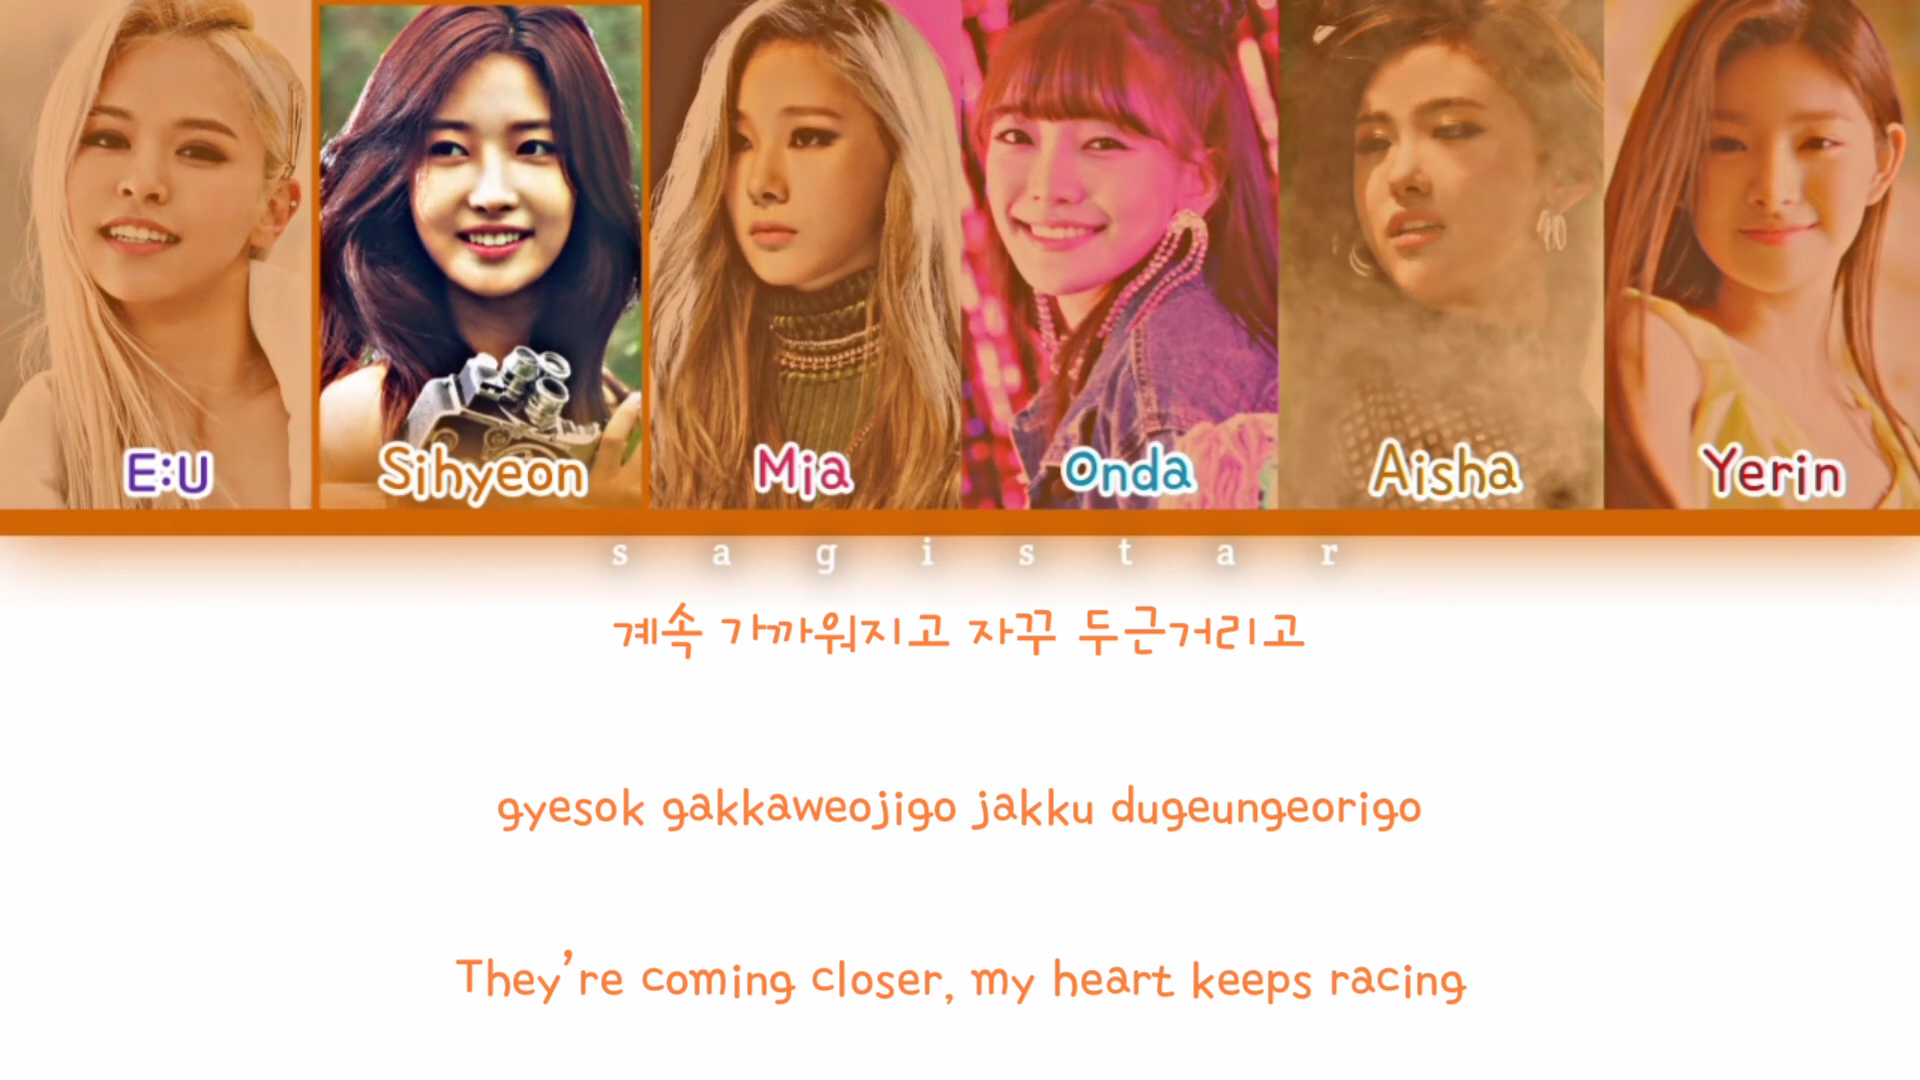 E:U Sihyeon Mia Onda Aisha Yerin
sagistar
계속 가까워지고 자꾸 두근거리고
gyesok gakkaweojigo jakku dugeungeorigo
They're coming closer, my heart keeps racing